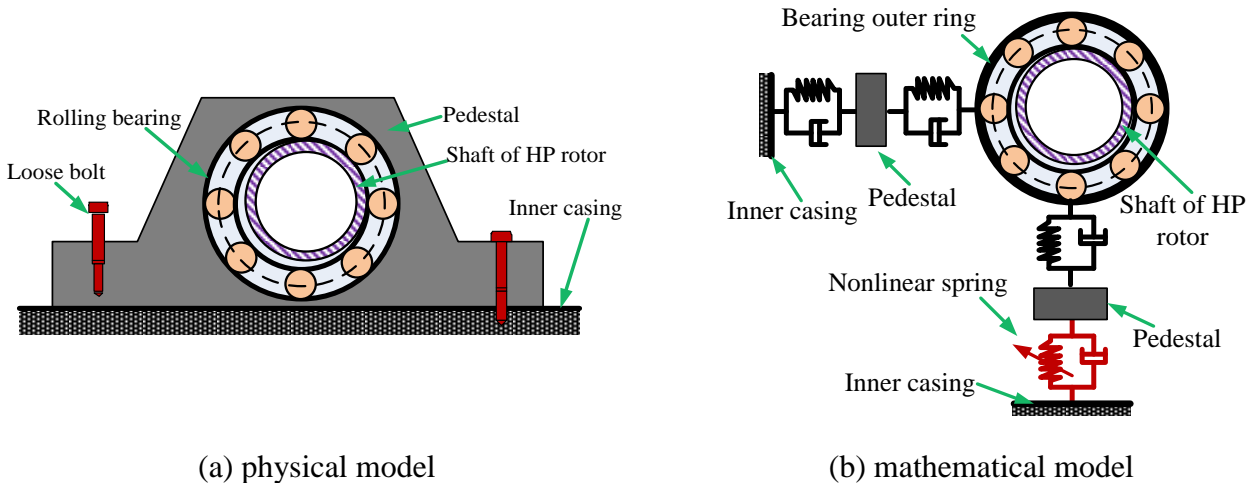 Rolling bearing
Pedestal
Loose bolt
Shaft of HP rotor
Inner casing
(a) physical model
Bearing outer ring
Inner casing
Pedestal
Shaft of HP
rotor
Nonlinear spring
Pedestal
Inner casing
(b) mathematical model